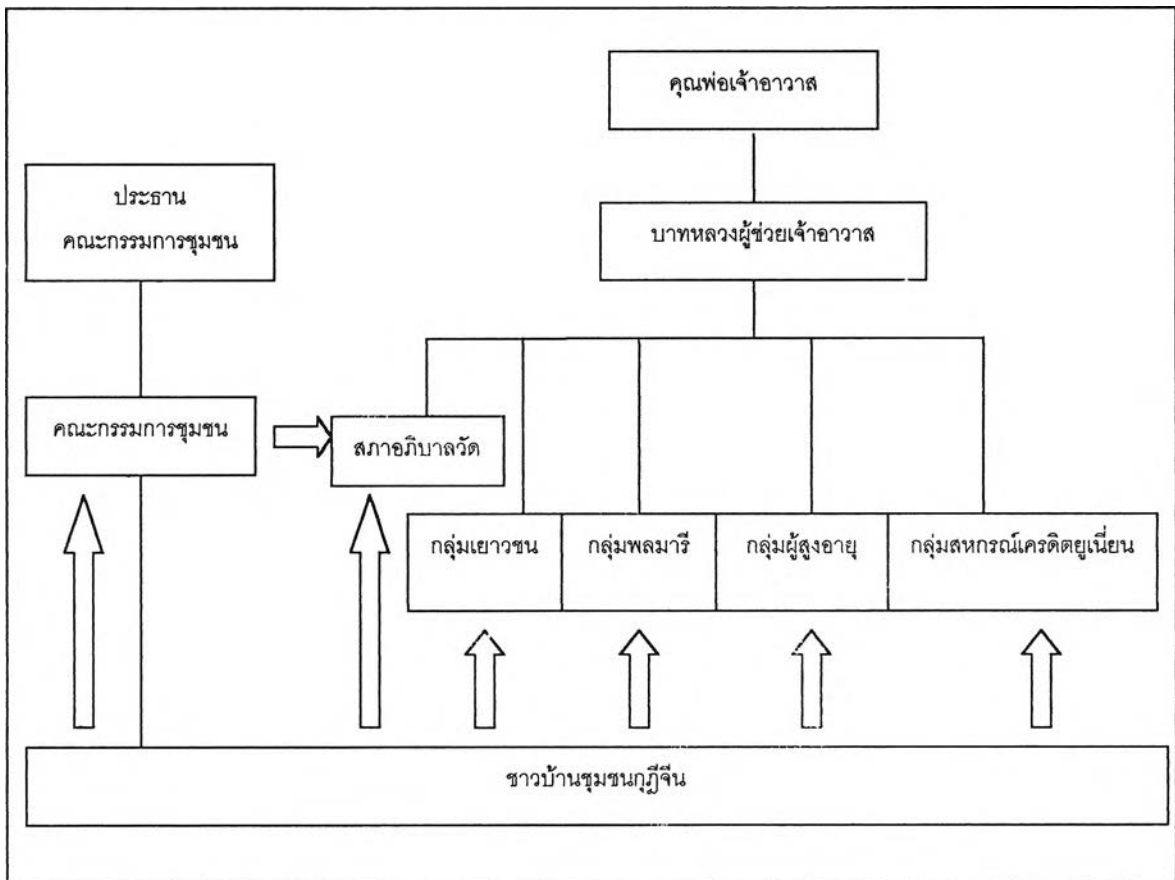 คุณพ่อเจ้าอาวาส
ประธาน
คณะกรรมการชุมชน
บาทหลวงผู้ช่วยเจ้าอาวาส
คณะกรรมการชุมชน
สภาอภิบาลวัด
กลุ่มเยาวชน
กลุ่มพลมารี
กลุ่มผู้สูงอายุ
กลุ่มสหกรณ์เครดิตยูเนี่ยน
ชาวบ้านชุมชนกุฎีจีน